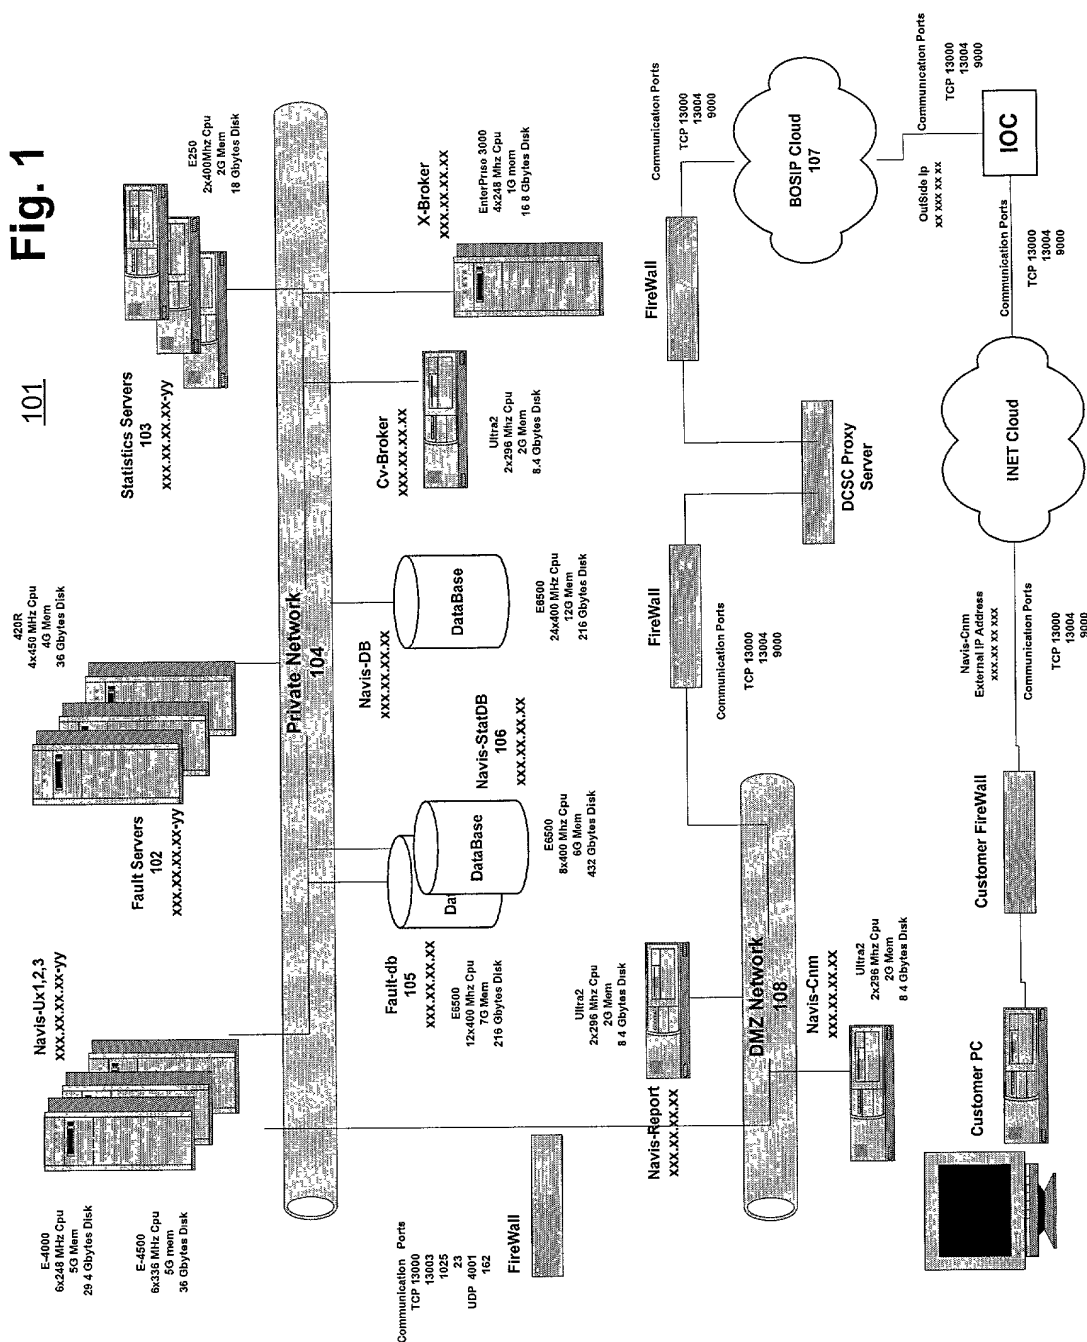 Fig. 1
101
E-4000
6x248 MHz Cpu
5G Mem
29 4 Gbytes Disk
E-4500
6x336 MHz Cpu
5G mem
36 Gbytes Disk
Navis-Ux1,2,3
xxx.xx.xx.xx-yy
Fault Servers
102
xxx.xx.xx.xx-yy
420R
4x450 MHz Cpu
4G Mem
36 Gbytes Disk
Statistics Servers
103
xxx.xx.xx.xx-yy
E250
2x400Mhz Cpu
2G Mem
18 Gbytes Disk
Private Network
104
Communication Ports
TCP 13000
13003
1025
23
UDP 4001
162
FireWall
Fault-db
105
xxx.xx.xx.xx
E6500
12x400 Mhz Cpu
7G Mem
216 Gbytes Disk
Dat
DataBase
Navis-StatDB
106
xxx.xx.xx.xx
E6500
8x400 Mhz Cpu
6G Mem
432 Gbytes Disk
Navis-DB
xxx.xx.xx.xx
DataBase
E6500
24x400 MHz Cpu
12G Mem
216 Gbytes Disk
Cv-Broker
xxx.xx.xx.xx
Ultra2
2x296 Mhz Cpu
2G Mem
8.4 Gbytes Disk
X-Broker
xxx.xx.xx.xx
EnterPrise 3000
4x248 Mhz Cpu
1G mem
16 8 Gbytes Disk
Navis-Report
xxx.xx.xx.xx
Ultra2
2x296 Mhz Cpu
2G Mem
8 4 Gbytes Disk
DMZ Network
108
Navis-Cnm
xxx.xx.xx.xx
Ultra2
2x296 Mhz Cpu
2G Mem
8 4 Gbytes Disk
FireWall
Communication Ports
TCP 13000
13004
9000
DCSC Proxy
Server
FireWall
Communication Ports
TCP 13000
13004
9000
BOSIP Cloud
107
OutSide Ip
xx xxx xx xx
Communication Ports
TCP 13000
13004
9000
IOC
Communication Ports
TCP 13000
13004
9000
INET Cloud
Navis-Cnm
External IP Address
xxx.xx xx xxx
Communication Ports
TCP 13000
13004
9000
Customer FireWall
Customer PC